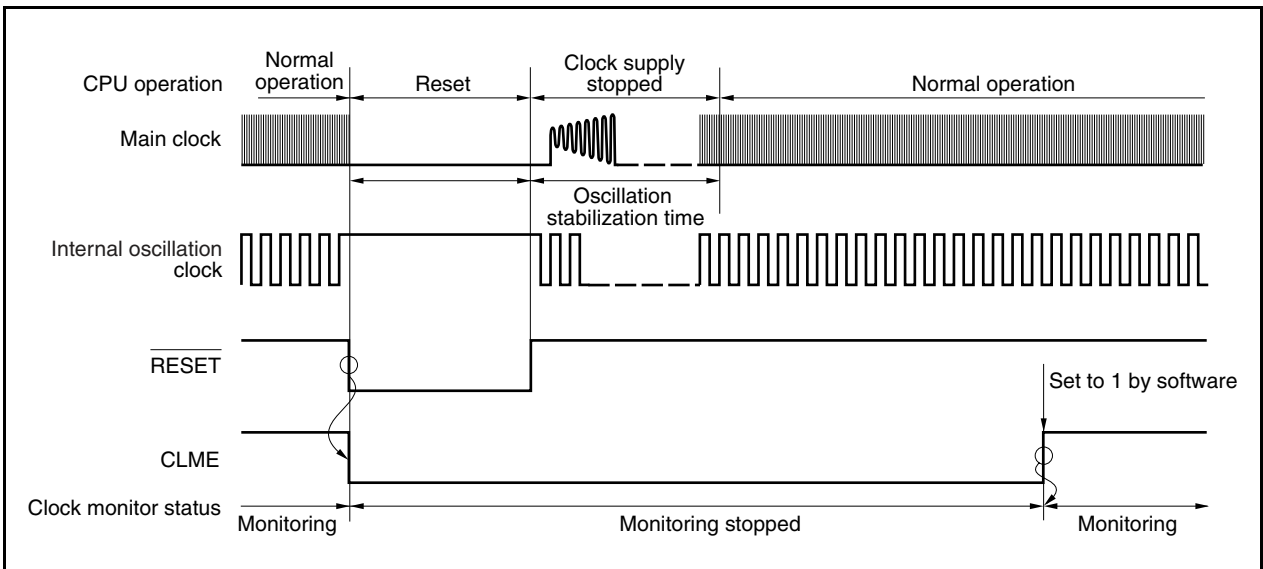 Normal
operation
Clock supply
stopped
CPU operation
Reset
Normal operation
Main clock
Oscillation
stabilization time
Internal oscillation
clock
RESET
Set to 1 by software
CLME
Clock monitor status
Monitoring
Monitoring stopped
Monitoring